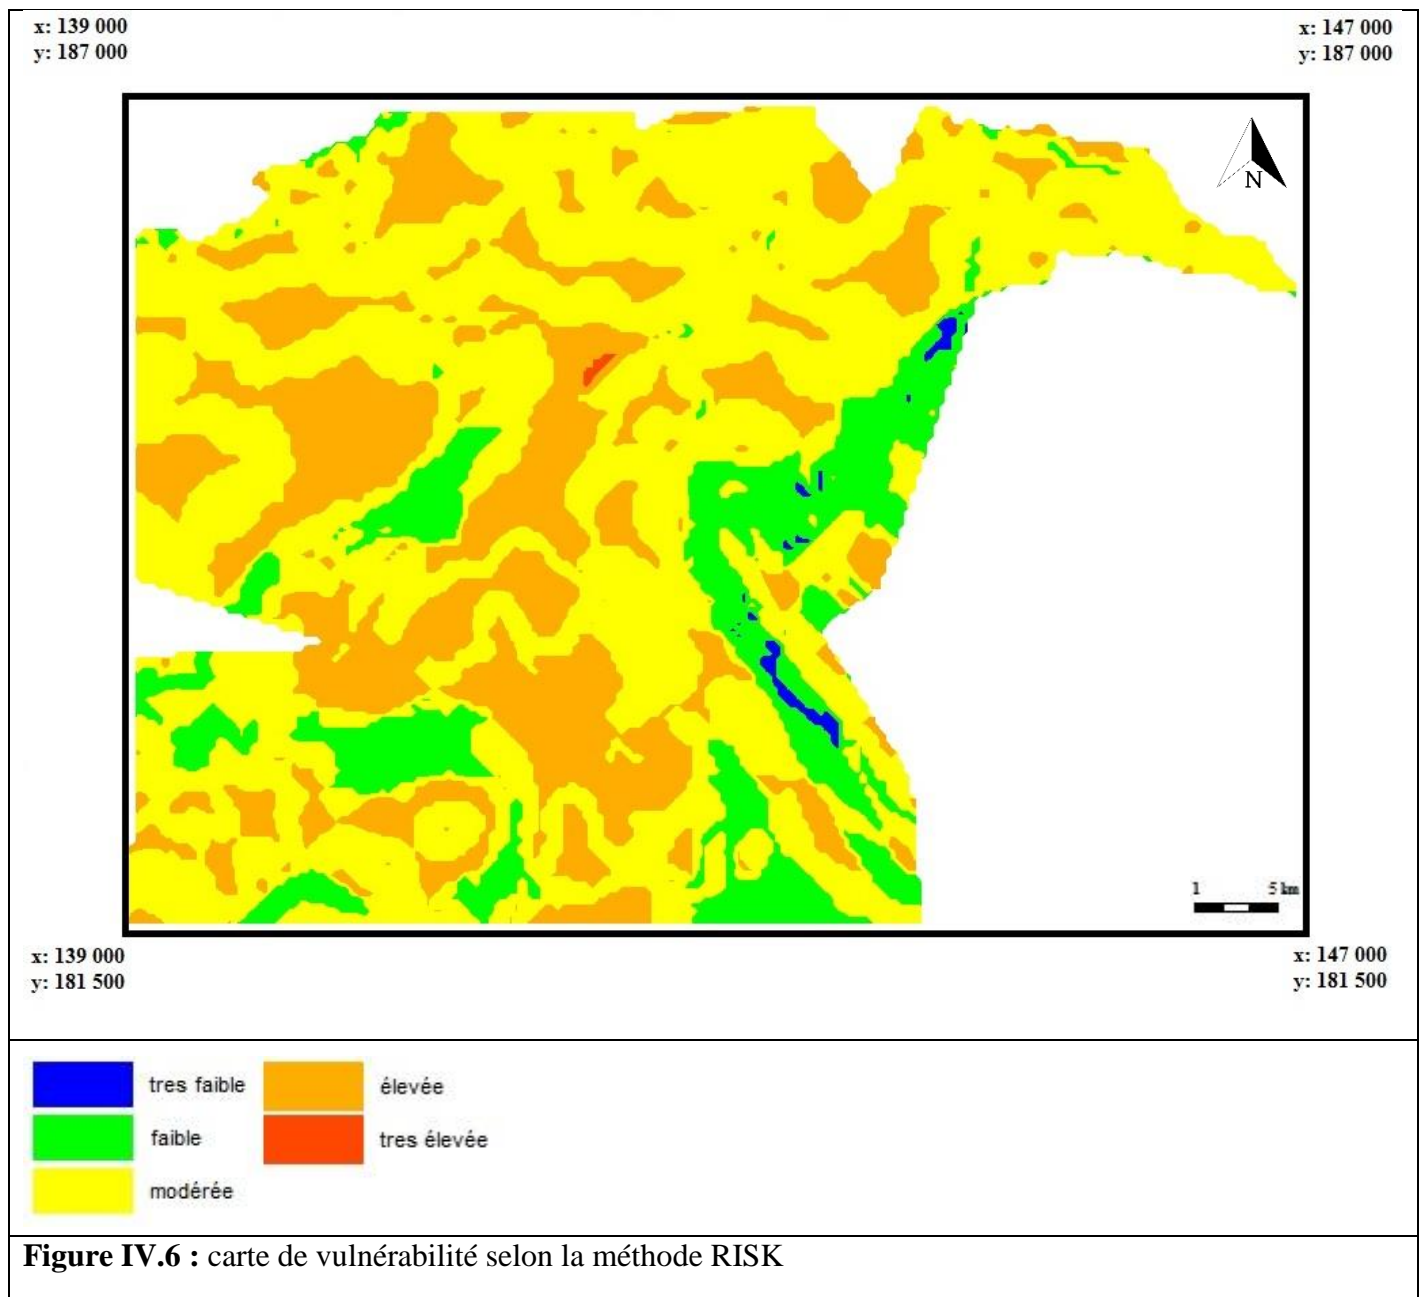 x: 139 000
y: 187 000
x: 147 000
y: 187 000
N
1 5 km
x: 139 000
y: 181 500
x: 147 000
y: 181 500
tres faible
élevée
faible
tres élevée
modérée
Figure IV.6 : carte de vulnérabilité selon la méthode RISK